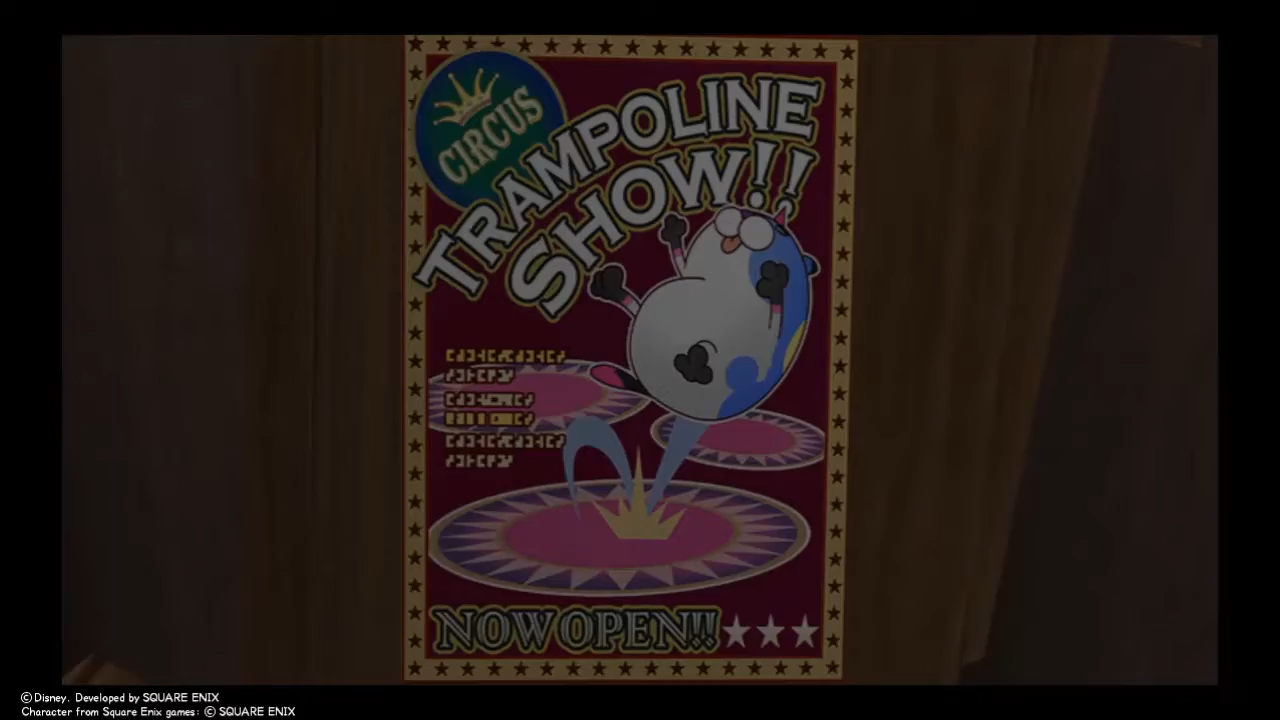 CIRCUS
TRAMPOLINE
SHOW!!
NOW OPEN!! ★★★
©Disney. Developed by SQUARE ENIX
Character from Square Enix games: © SQUARE ENIX